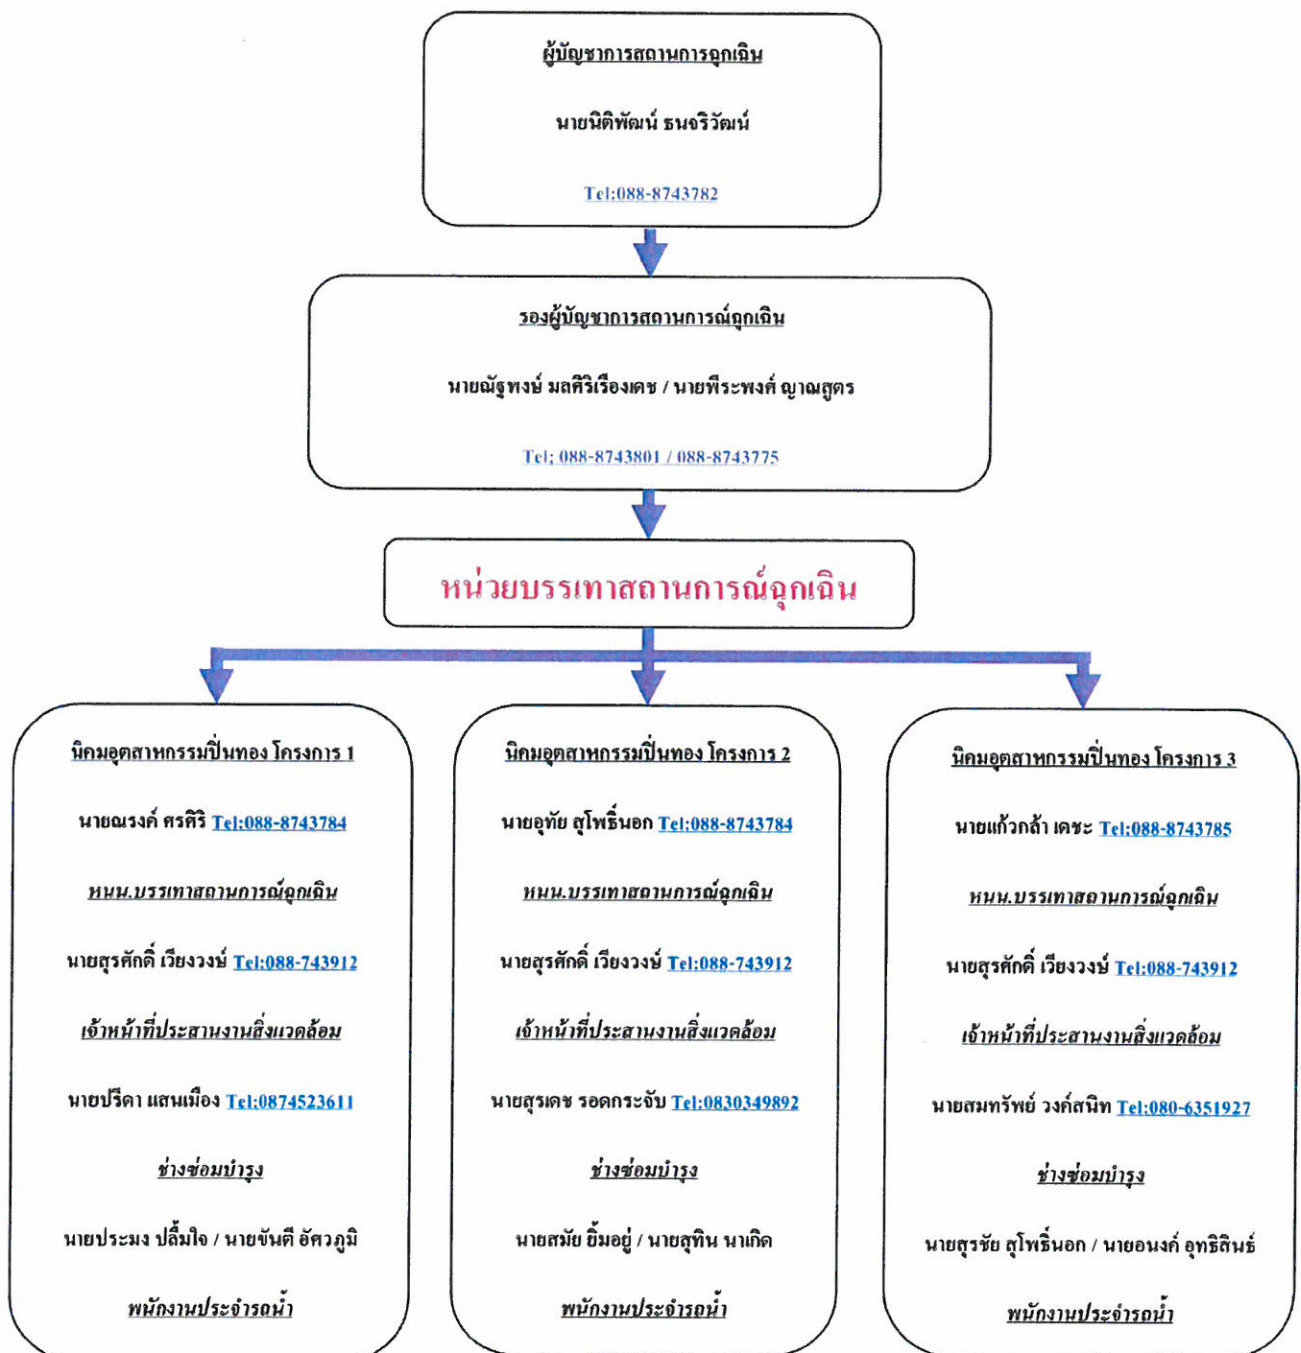 ผู้บัญชาการสถานการฉุกเฉิน
นายนิติพัฒน์ ธนจริวัฒน์
Tel:088-8743782
รองผู้บัญชาการสถานการณ์ฉุกเฉิน
นายณัฐพงษ์ มลศิริเรืองเดช / นายพีระพงศ์ ญาณสูตร
Tel; 088-8743801 / 088-8743775
หน่วยบรรเทาสถานการณ์ฉุกเฉิน
นิคมอุตสาหกรรมปิ่นทอง โครงการ 1
นายณรงค์ ศรศิริ Tel:088-8743784
หนน.บรรเทาสถานการณ์ฉุกเฉิน
นายสุรศักดิ์ เวียงวงษ์ Tel:088-743912
เจ้าหน้าที่ประสานงานสิ่งแวดล้อม
นายปรีดา แสนเมือง Tel:0874523611
ช่างซ่อมบำรุง
นายประมง ปลื้มใจ / นายขันตี อัศวภูมิ
พนักงานประจำรถน้ำ
นิคมอุตสาหกรรมปิ่นทอง โครงการ 2
นายอุทัย สุโพธิ์นอก Tel:088-8743784
หนน.บรรเทาสถานการณ์ฉุกเฉิน
นายสุรศักดิ์ เวียงวงษ์ Tel:088-743912
เจ้าหน้าที่ประสานงานสิ่งแวดล้อม
นายสุรเดช รอดกระจับ Tel:0830349892
ช่างซ่อมบำรุง
นายสมัย ยิ้มอยู่ / นายสุทิน นาเกิด
พนักงานประจำรถน้ำ
นิคมอุตสาหกรรมปิ่นทอง โครงการ 3
นายแก้วกล้า เดชะ Tel:088-8743785
หนน.บรรเทาสถานการณ์ฉุกเฉิน
นายสุรศักดิ์ เวียงวงษ์ Tel:088-743912
เจ้าหน้าที่ประสานงานสิ่งแวดล้อม
นายสมทรัพย์ วงค์สนิท Tel:080-6351927
ช่างซ่อมบำรุง
นายสุรชัย สุโพธิ์นอก / นายอนงค์ อุทธิสินธ์
พนักงานประจำรถน้ำ